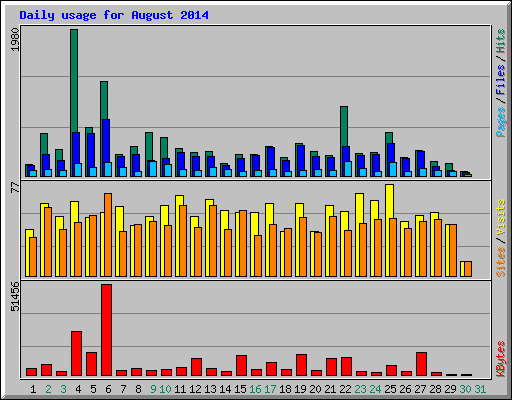 Daily usage for August 2014
1980
77
51456
Pages / Files / Hits
Sites / Visits
KBytes
1 2 3 4 5 6 7 8 9 10 11 12 13 14 15 16 17 18 19 20 21 22 23 24 25 26 27 28 29 30 31